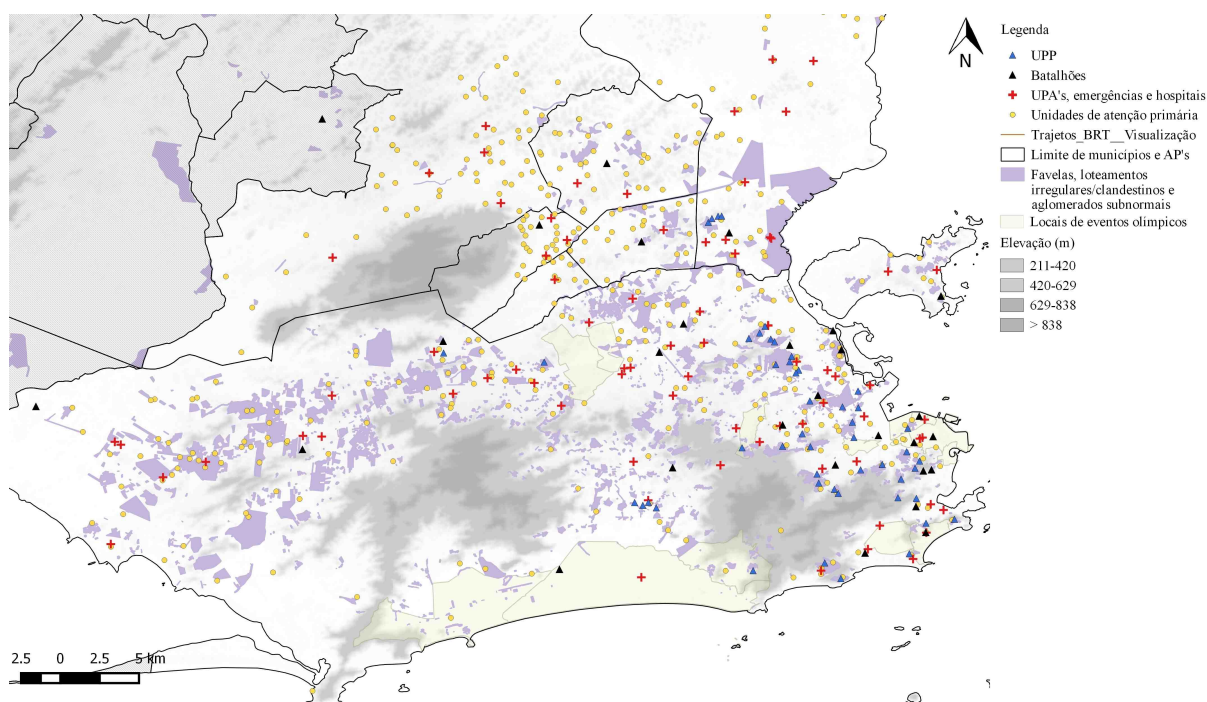 N
Legenda
UPP
Batalhões
UPA's, emergências e hospitais
Unidades de atenção primária
Trajetos_BRT__Visualização
Limite de municípios e AP's
Favelas, loteamentos
irregulares/clandestinos e
aglomerados subnormais
Locais de eventos olímpicos
Elevação (m)
211-420
420-629
629-838
> 838
2.5 0 2.5 5 km